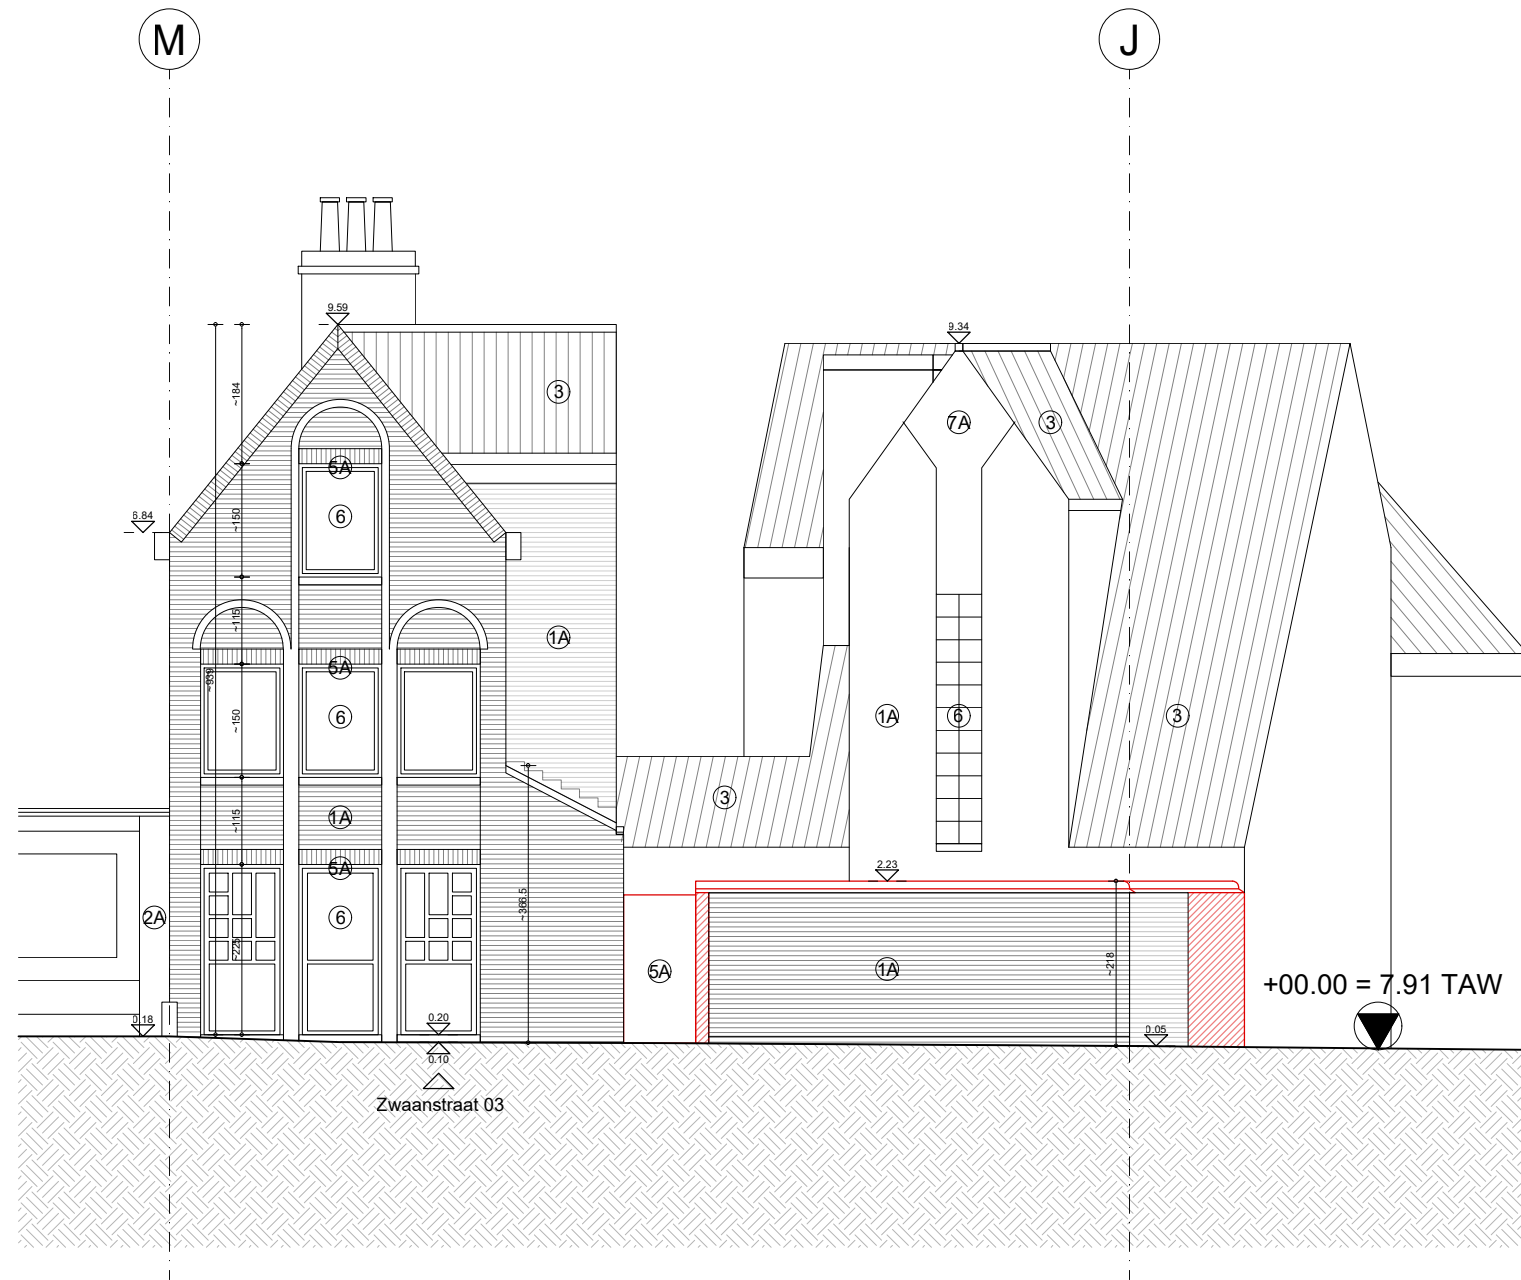 M
J
9.59
9.34
~184
3
7A
3
5A
6
~150
6.84
~115
1A
5A
~939
6
~150
1A
6
3
3
1A
~115
5A
2.23
~366.5
2A
6
~225
5A
1A
~218
+00.00 = 7.91 TAW
0.18
0.20
0.05
0.10
Zwaanstraat 03